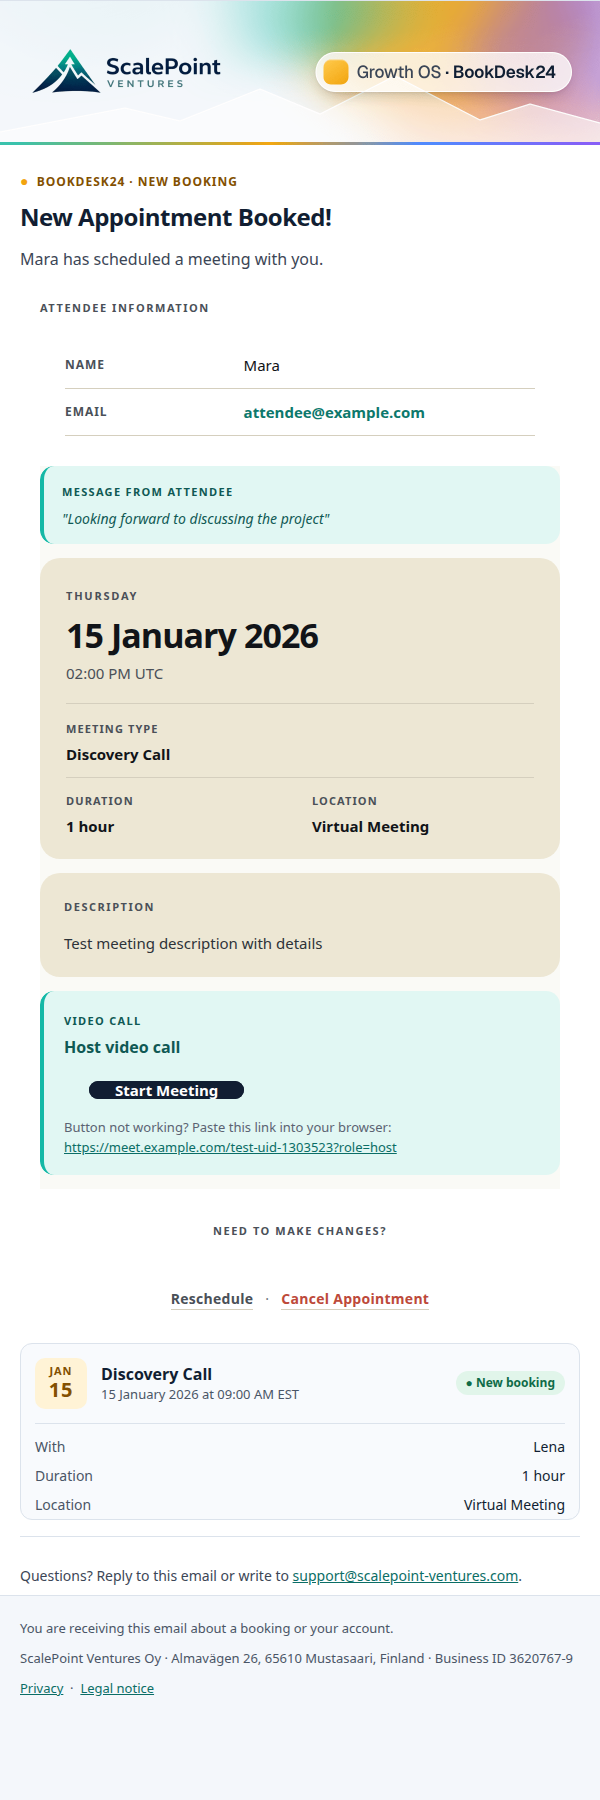 ScalePoint
VENTURES
Growth OS · BookDesk24
BOOKDESK24 · NEW BOOKING
New Appointment Booked!
Mara has scheduled a meeting with you.
ATTENDEE INFORMATION
NAME Mara
EMAIL attendee@example.com
MESSAGE FROM ATTENDEE
"Looking forward to discussing the project"
THURSDAY
15 January 2026
02:00 PM UTC
MEETING TYPE
Discovery Call
DURATION LOCATION
1 hour Virtual Meeting
DESCRIPTION
Test meeting description with details
VIDEO CALL
Host video call
Start Meeting
Button not working? Paste this link into your browser:
https://meet.example.com/test-uid-1303523?role=host
NEED TO MAKE CHANGES?
Reschedule · Cancel Appointment
JAN
15
Discovery Call
15 January 2026 at 09:00 AM EST
● New booking
With Lena
Duration 1 hour
Location Virtual Meeting
Questions? Reply to this email or write to support@scalepoint-ventures.com.
You are receiving this email about a booking or your account.
ScalePoint Ventures Oy · Almavägen 26, 65610 Mustasaari, Finland · Business ID 3620767-9
Privacy · Legal notice